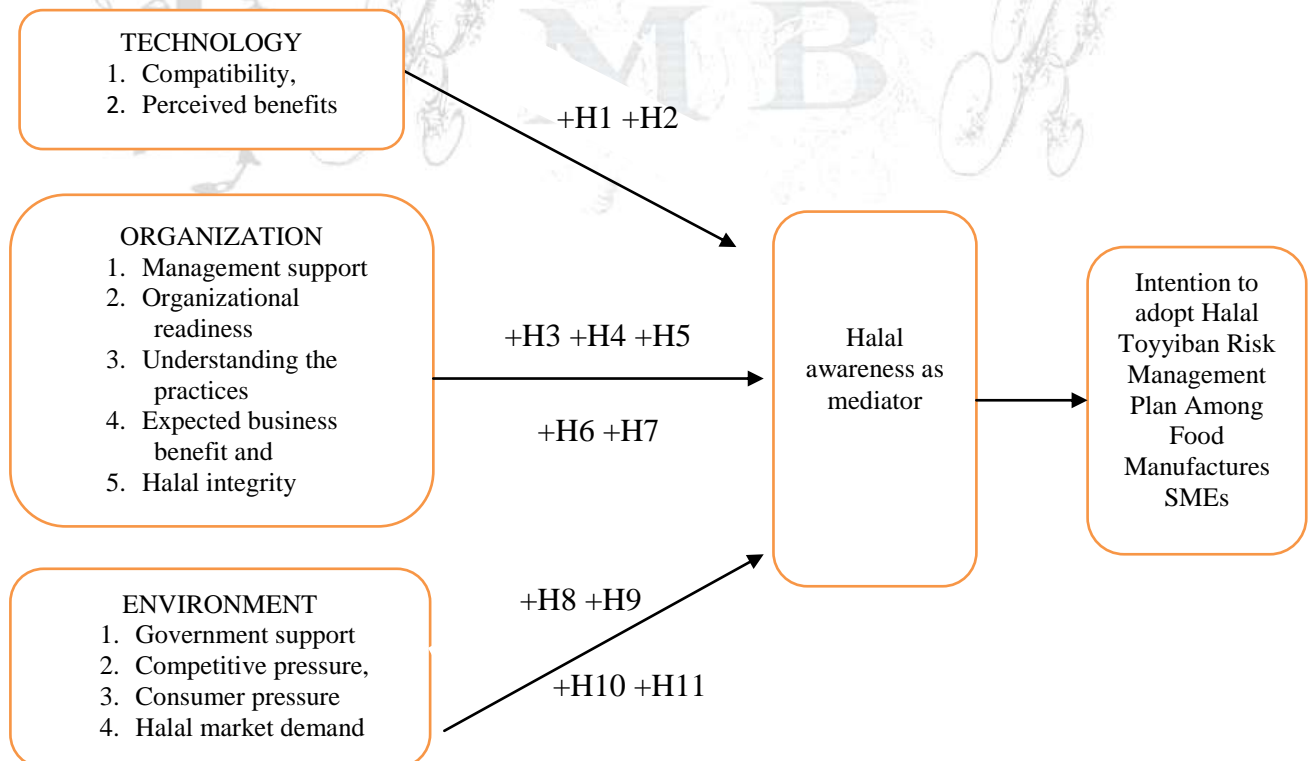 MB
TECHNOLOGY
1. Compatibility,
2. Perceived benefits
+H1 +H2
ORGANIZATION
1. Management support
2. Organizational
readiness
3. Understanding the
practices
4. Expected business
benefit and
5. Halal integrity
+H3 +H4 +H5
+H6 +H7
ENVIRONMENT
1. Government support
2. Competitive pressure,
3. Consumer pressure
4. Halal market demand
+H8 +H9
+H10 +H11
Halal
awareness as
mediator
Intention to
adopt Halal
Toyyiban Risk
Management
Plan Among
Food
Manufactures
SMEs